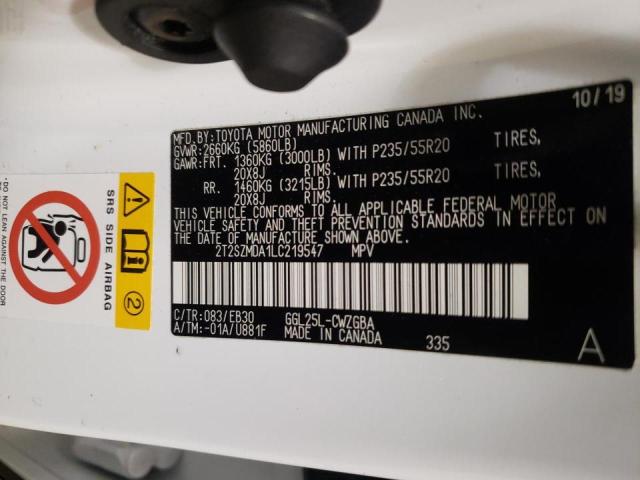 10/19
MFD.BY:TOYOTA MOTOR MANUFACTURING CANADA INC.
GVWR:2660KG (5860LB)
GAWR:FRT. 1360KG (3000LB) WITH P235/55R20 TIRES,
20X8J RIMS.
RR. 1460KG (3215LB) WITH P235/55R20 TIRES,
20X8J RIMS.
THIS VEHICLE CONFORMS TO ALL APPLICABLE FEDERAL MOTOR
VEHICLE SAFETY AND THEFT PREVENTION STANDARDS IN EFFECT ON
THE DATE OF MANUFACTURE SHOWN ABOVE.
2T2SZMDA1LC219547 MPV
C/TR:083/EB30 GGL25L-CWZGBA
A/TM:-01A/U881F MADE IN CANADA 335
A
SRS SIDE AIRBAG
2
DO NOT LEAN AGAINST THE DOOR